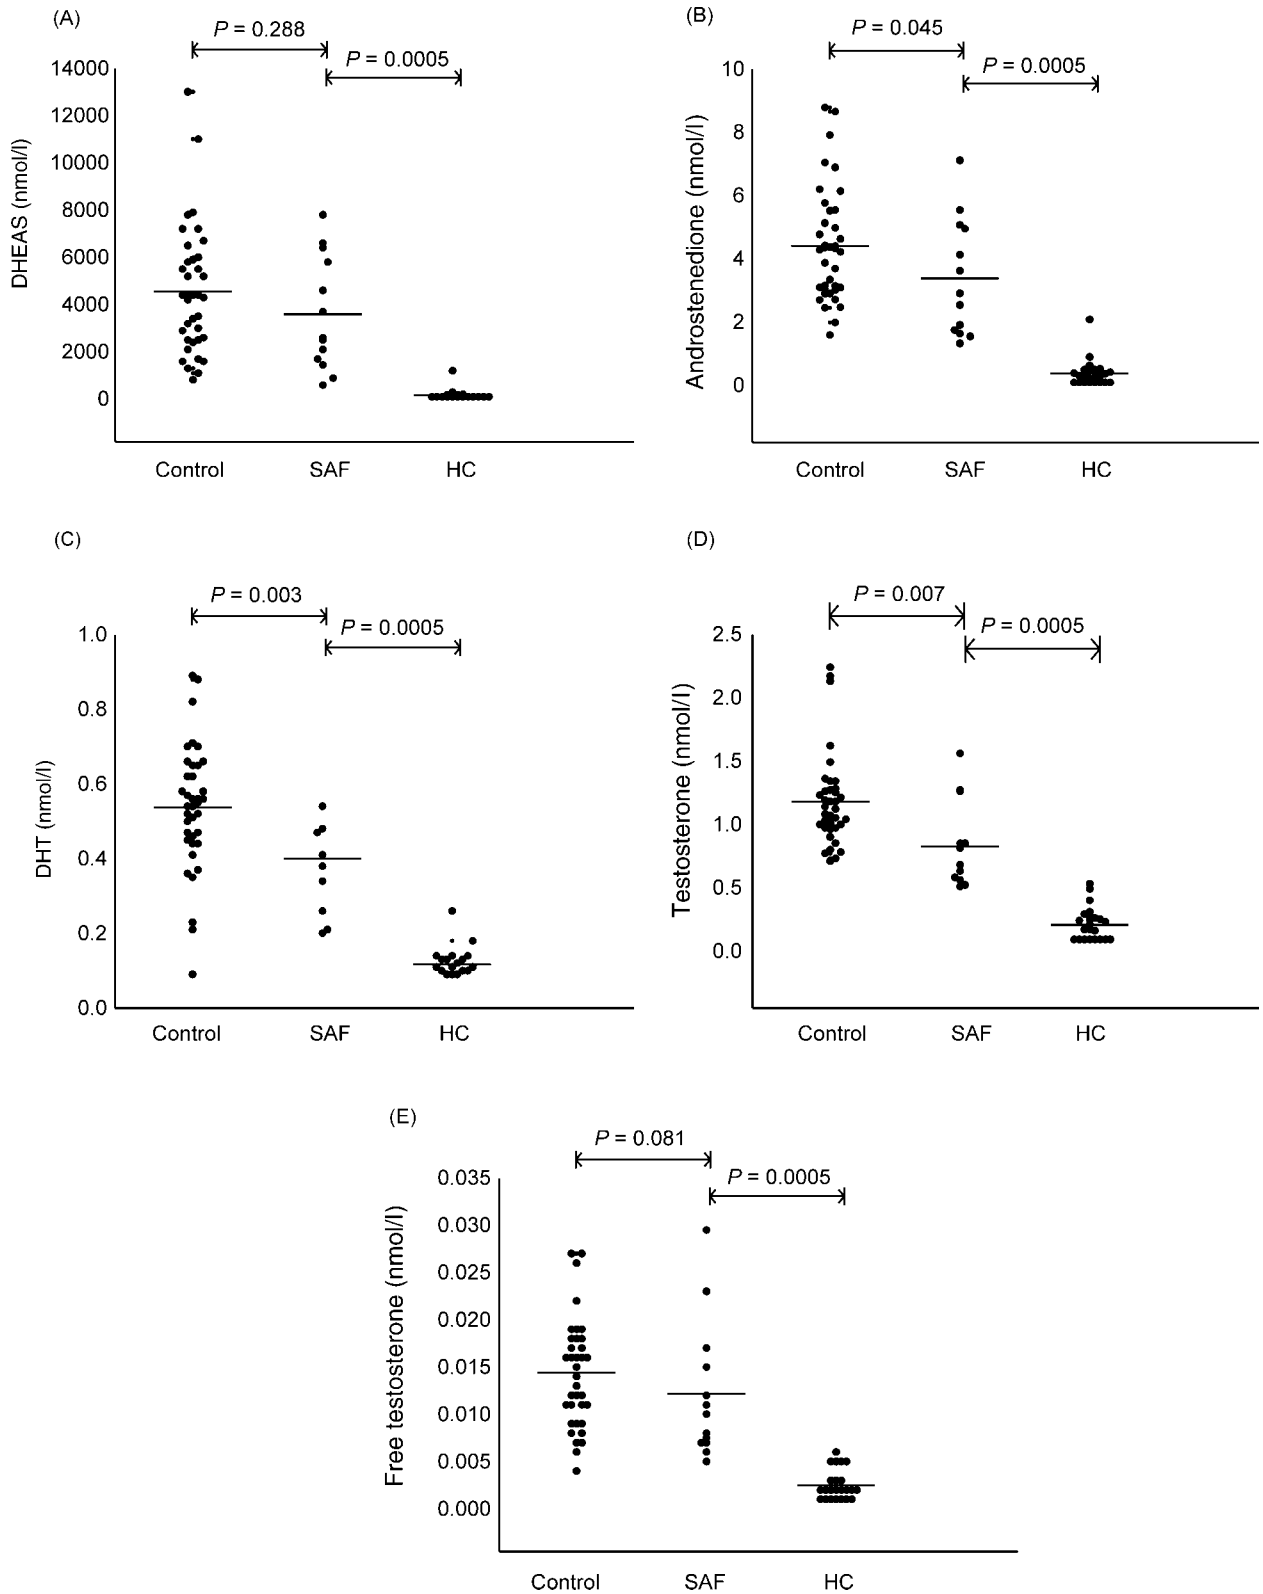 (A)
P = 0.288
P = 0.0005
14000
12000
10000
8000
6000
4000
2000
0
DHEAS (nmol/l)
Control SAF HC
(B)
P = 0.045
P = 0.0005
10
8
6
4
2
0
Androstenedione (nmol/l)
Control SAF HC
(C)
P = 0.003
P = 0.0005
1.0
0.8
0.6
0.4
0.2
0.0
DHT (nmol/l)
Control SAF HC
(D)
P = 0.007
P = 0.0005
2.5
2.0
1.5
1.0
0.5
0.0
Testosterone (nmol/l)
Control SAF HC
(E)
P = 0.081
P = 0.0005
0.035
0.030
0.025
0.020
0.015
0.010
0.005
0.000
Free testosterone (nmol/l)
Control SAF HC